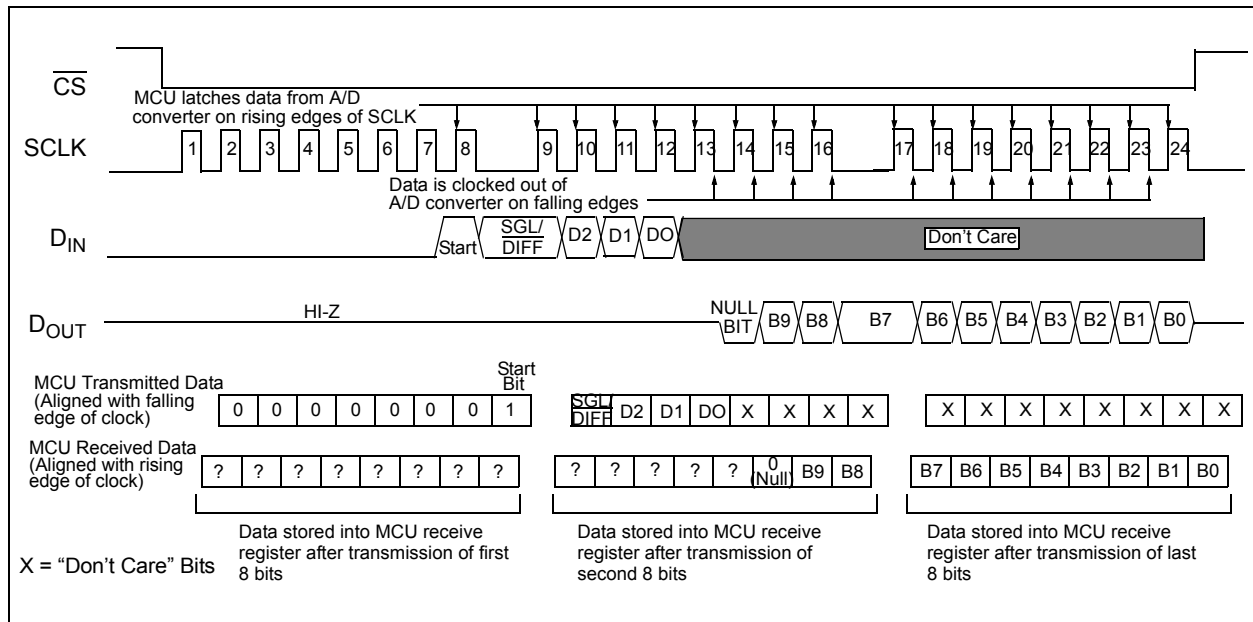 CS
MCU latches data from A/D
converter on rising edges of SCLK
SCLK
1 2 3 4 5 6 7 8 9 10 11 12 13 14 15 16 17 18 19 20 21 22 23 24
Data is clocked out of
A/D converter on falling edges
DIN
Start SGL/ DIFF D2 D1 DO Don't Care
HI-Z
DOUT
NULL BIT B9 B8 B7 B6 B5 B4 B3 B2 B1 B0
Start
Bit
MCU Transmitted Data
(Aligned with falling
edge of clock)
0 0 0 0 0 0 0 1 SGL/ DIFF D2 D1 DO X X X X X X X X X X X X
MCU Received Data
(Aligned with rising
edge of clock)
? ? ? ? ? ? ? ? ? ? ? ? ? 0 (Null) B9 B8 B7 B6 B5 B4 B3 B2 B1 B0
Data stored into MCU receive
register after transmission of first
8 bits
Data stored into MCU receive
register after transmission of
second 8 bits
Data stored into MCU receive
register after transmission of last
8 bits
X = “Don’t Care” Bits